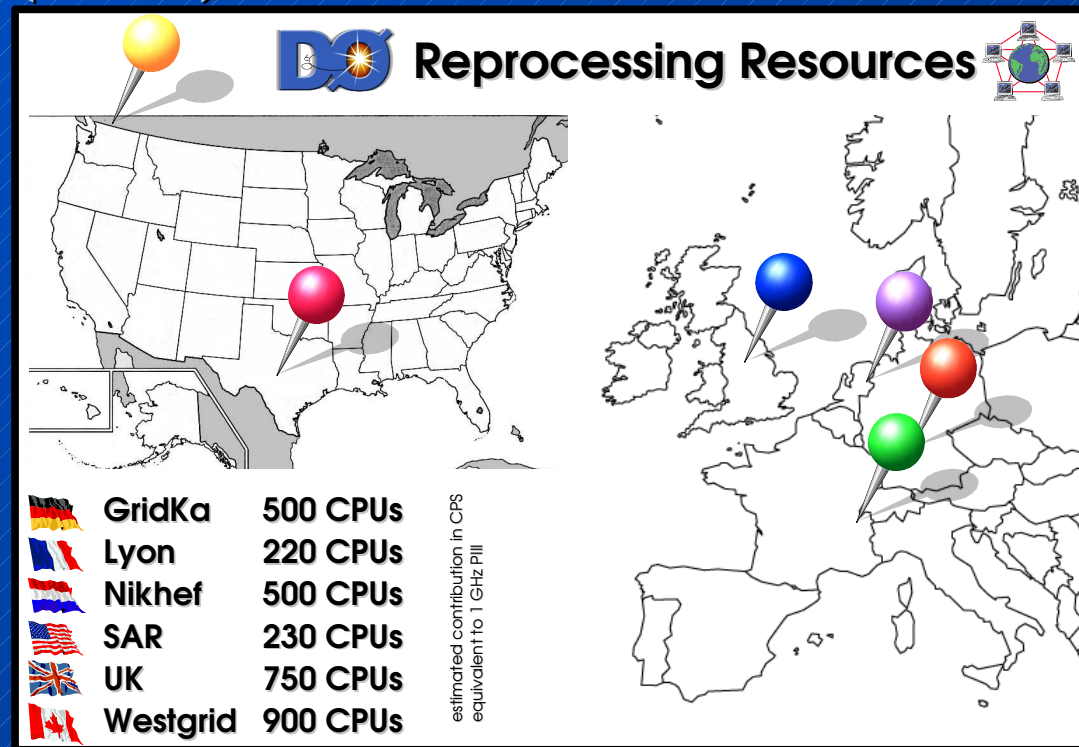 DØ Reprocessing Resources
GridKa 500 CPUs
Lyon 220 CPUs
Nikhef 500 CPUs
SAR 230 CPUs
UK 750 CPUs
Westgrid 900 CPUs
estimated contribution in CPS
equivalent to 1 GHz PIII